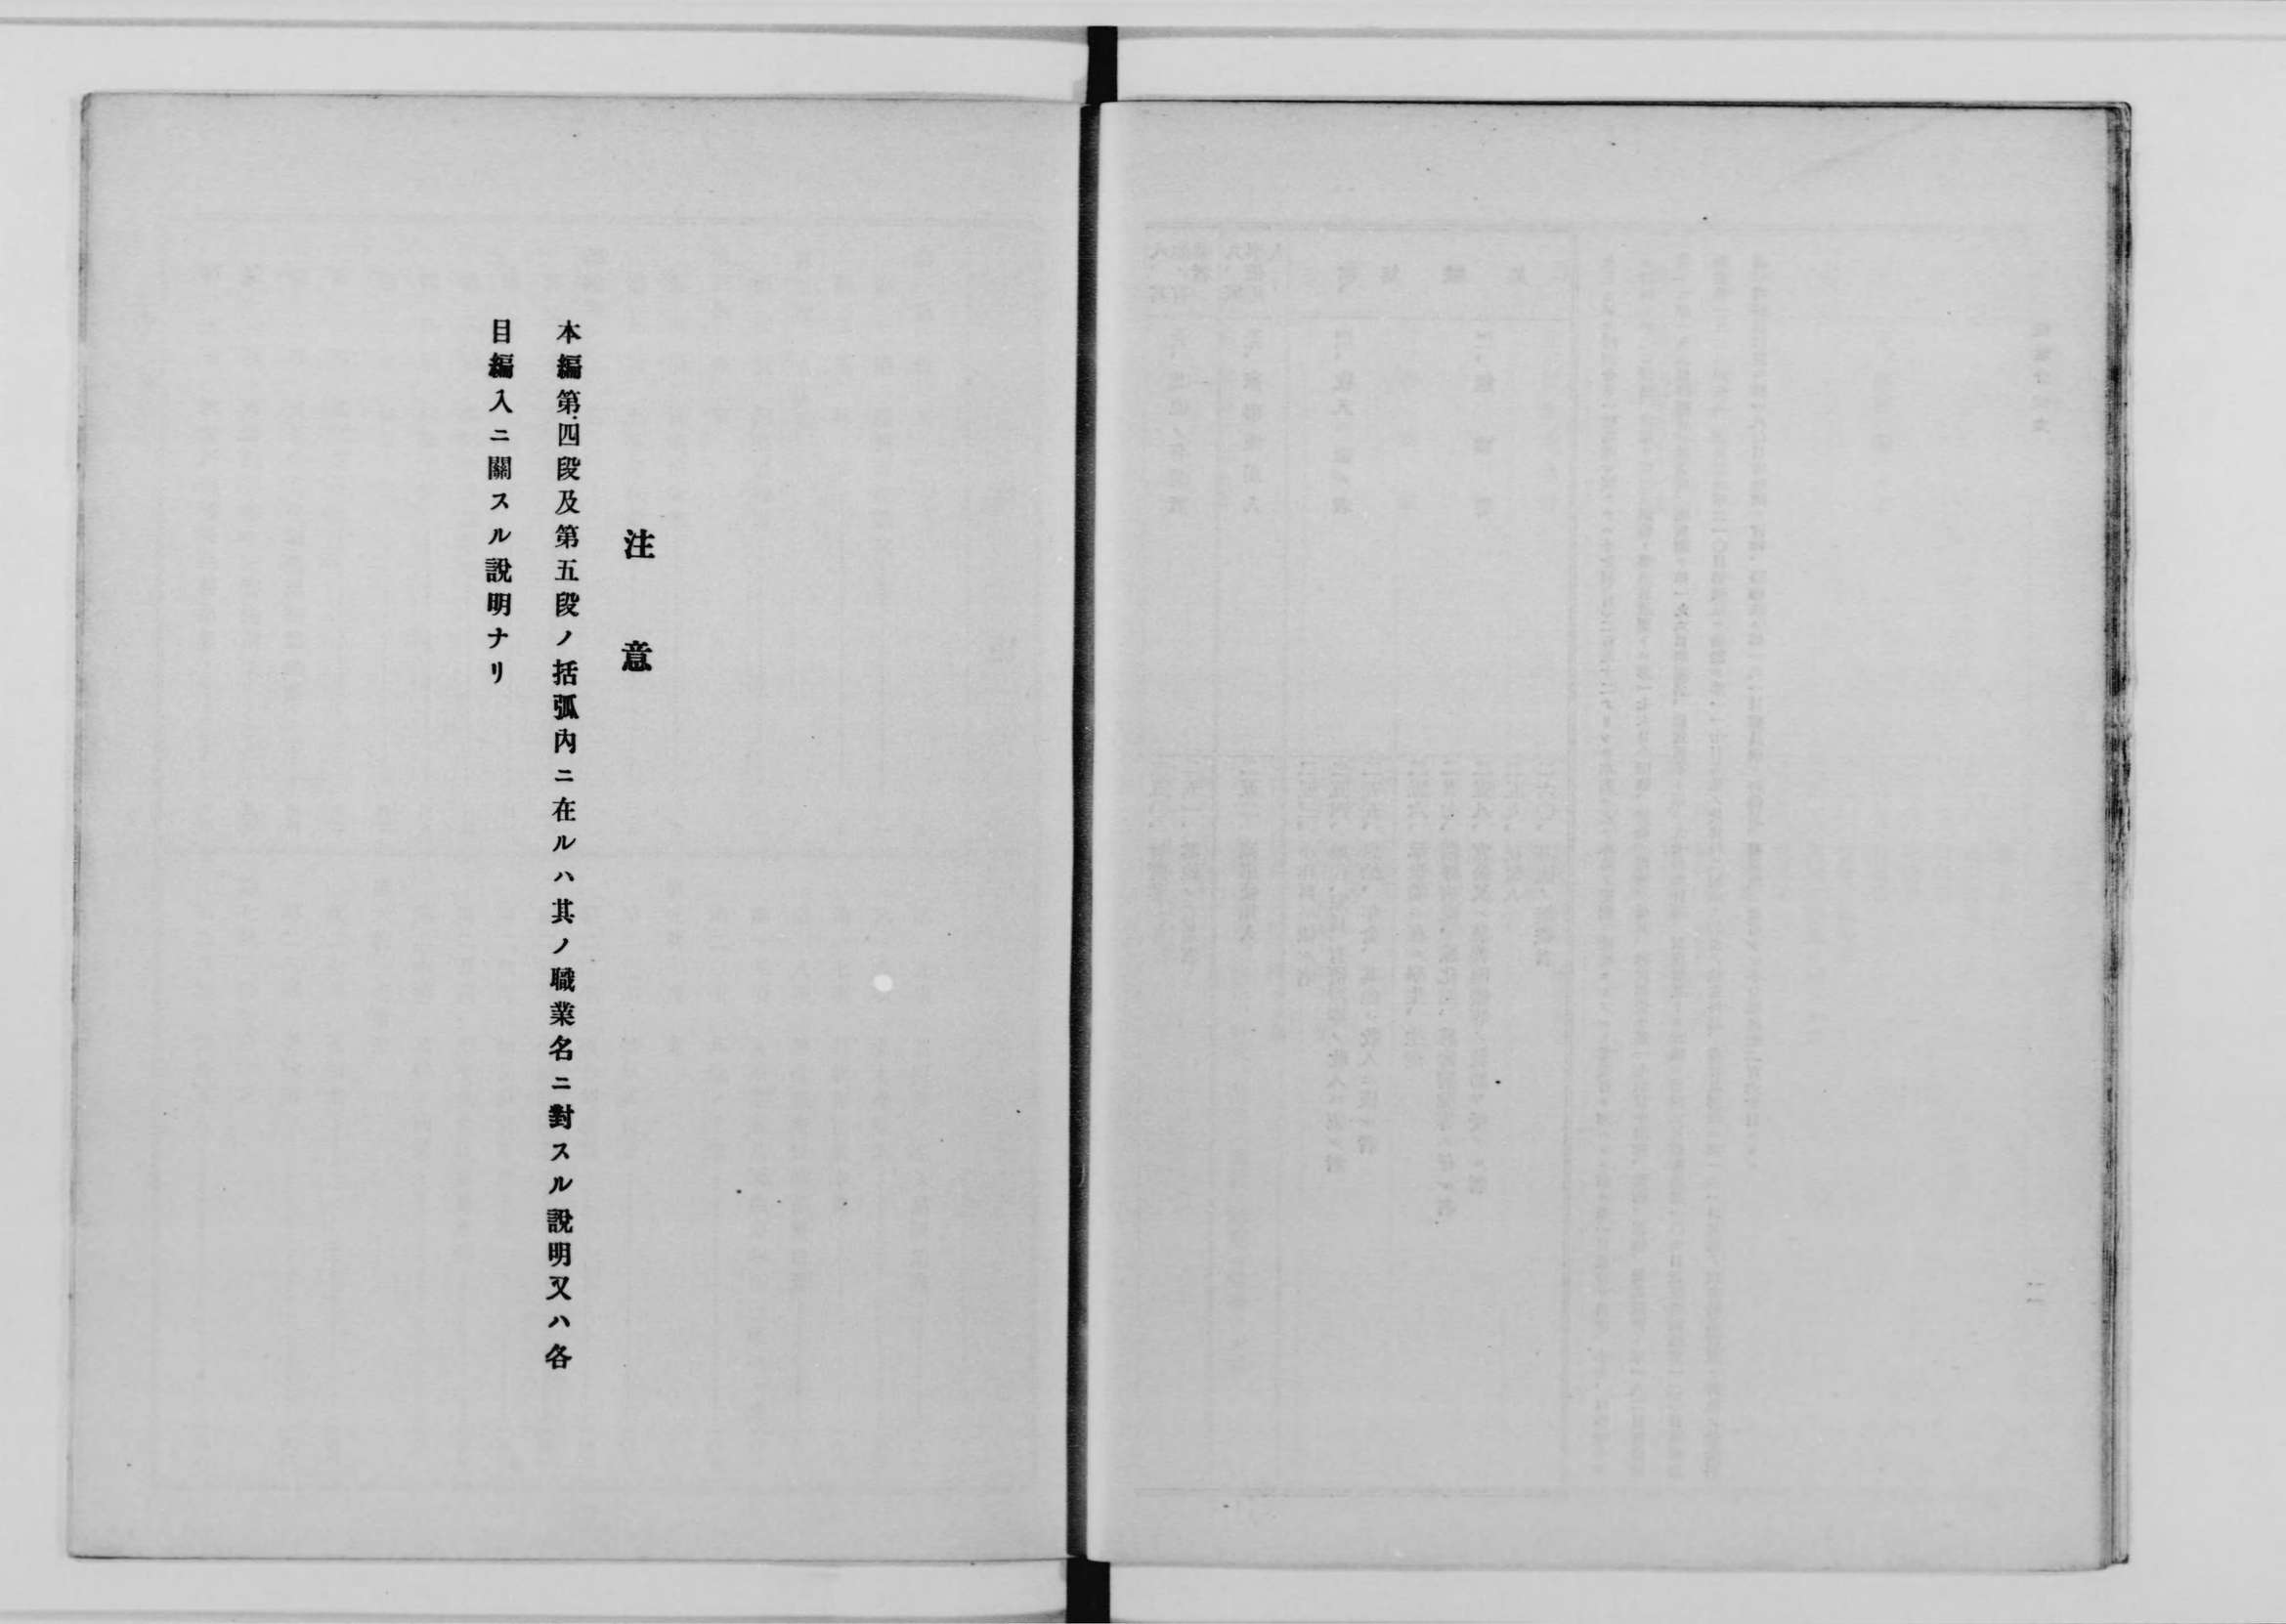 注意
本編第四段及第五段ノ括弧內ニ在ルハ其ノ職業名ニ對スル說明又ハ各
目編入ニ關スル說明ナリ